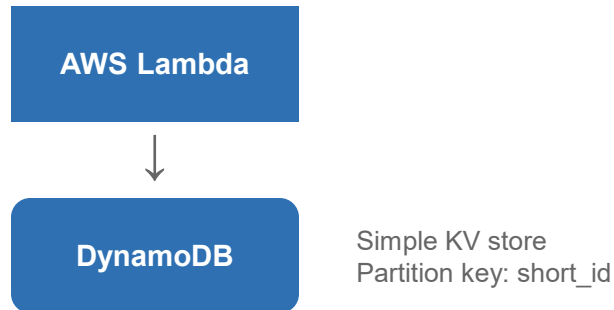 AWS Lambda
DynamoDB
Simple KV store
Partition key: short_id